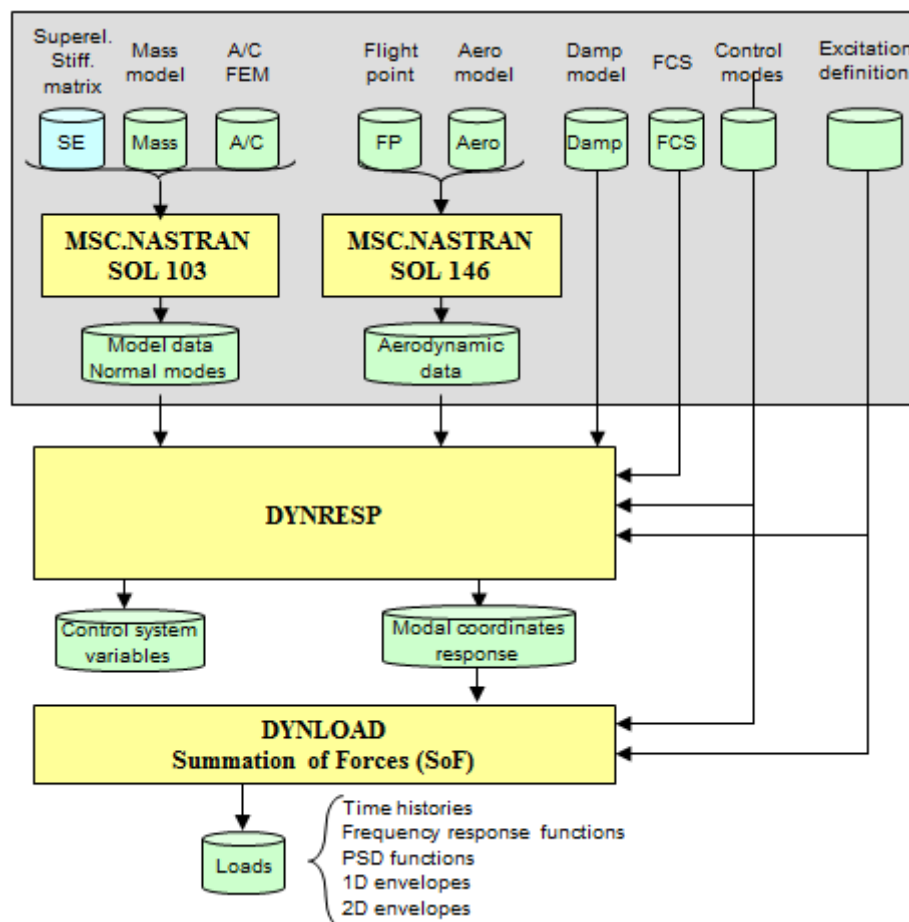 Superel.
Stiff.
matrix
Mass
model
A/C
FEM
Flight
point
Aero
model
Damp
model
FCS
Control
modes
Excitation
definition
SE
Mass
A/C
FP
Aero
Damp
FCS
MSC.NASTRAN
SOL 103
MSC.NASTRAN
SOL 146
Model data
Normal modes
Aerodynamic
data
DYNRESP
Control system
variables
Modal coordinates
response
DYNLOAD
Summation of Forces (SoF)
Loads
Time histories
Frequency response functions
PSD functions
1D envelopes
2D envelopes